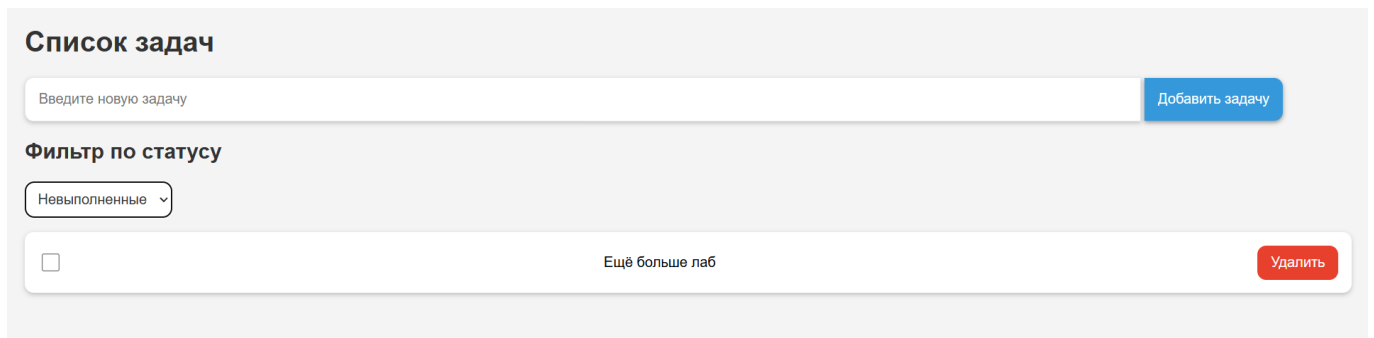 Список задач
Введите новую задачу Добавить задачу
Фильтр по статусу
Невыполненные
Ещё больше лаб Удалить